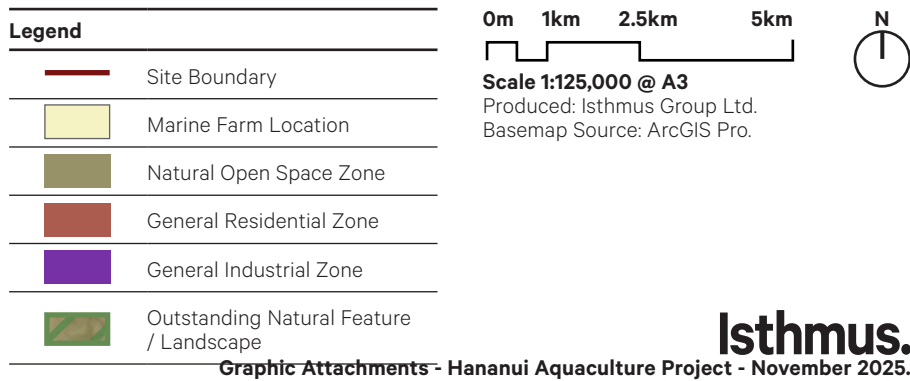 Legend
Site Boundary
Marine Farm Location
Natural Open Space Zone
General Residential Zone
General Industrial Zone
Outstanding Natural Feature
/ Landscape
0m 1km 2.5km 5km
Scale 1:125,000 @ A3
Produced: Isthmus Group Ltd.
Basemap Source: ArcGIS Pro.
N
Isthmus.
Graphic Attachments - Hananui Aquaculture Project - November 2025.